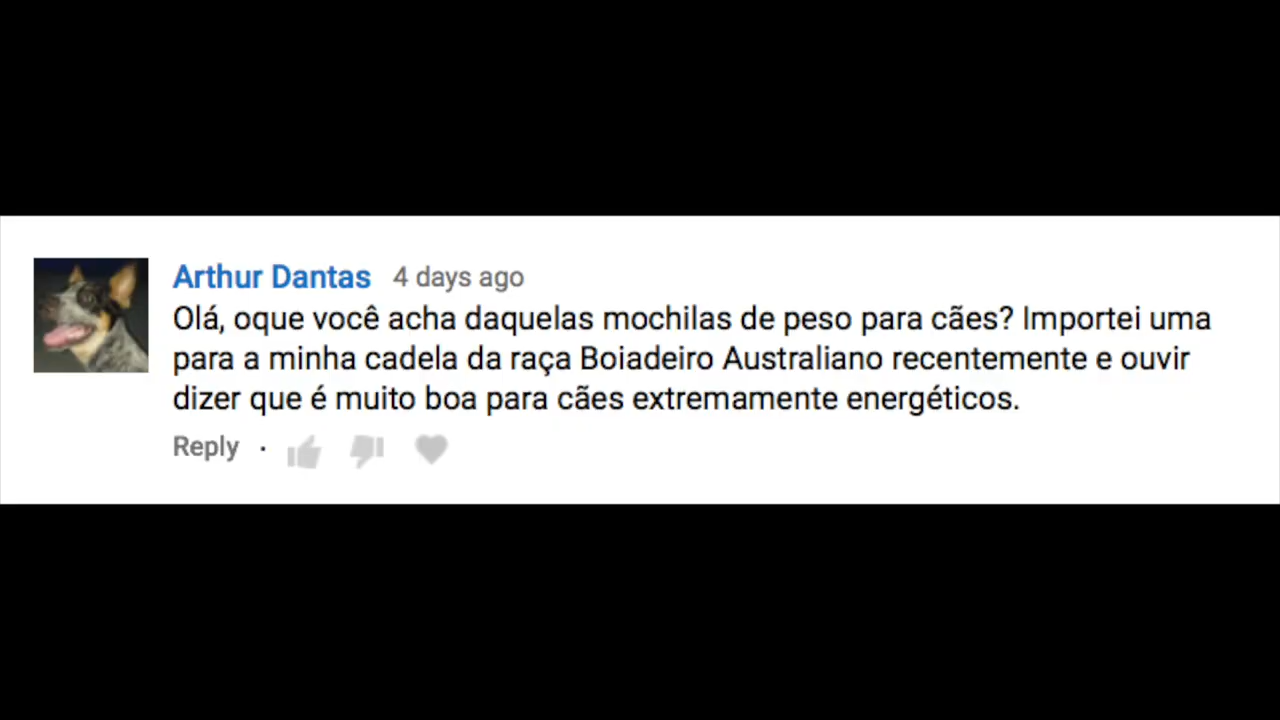 Arthur Dantas 4 days ago
Olá, oque você acha daquelas mochilas de peso para cães? Importei uma
para a minha cadela da raça Boiadeiro Australiano recentemente e ouvir
dizer que é muito boa para cães extremamente energéticos.
Reply ·